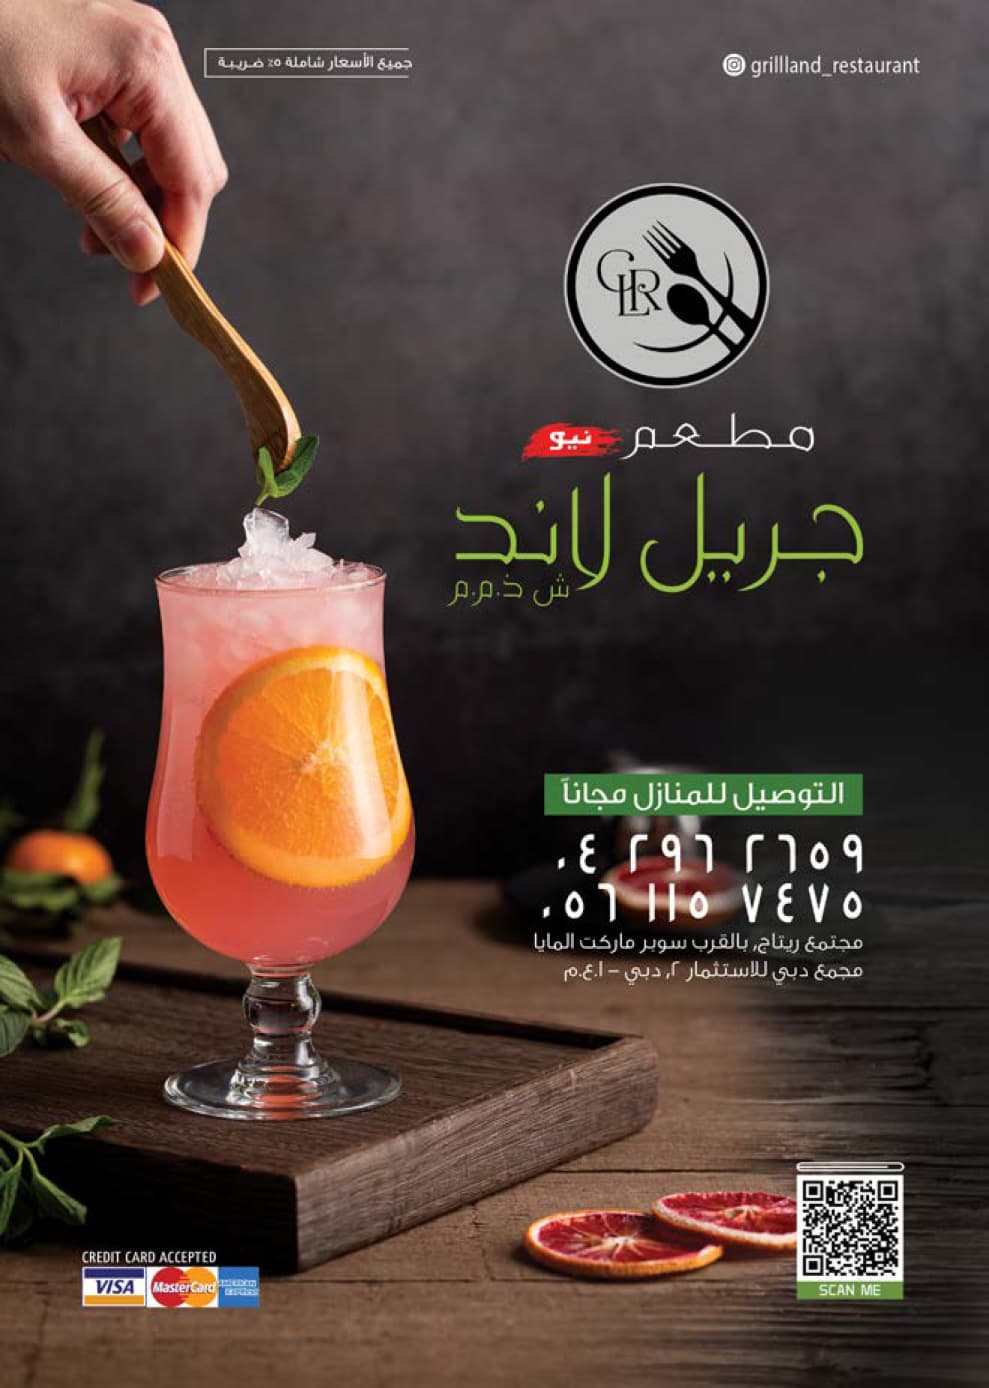 جميع الأسعار شاملة ٥٪ ضريبة
grillland_restaurant
GLR
مطعم نيو
جريل لاند
ش ذ.م.م
التوصيل للمنازل مجاناً
٠٤ ٢٩٦ ٢٦٥٩
٠٥٦ ١١٥ ٧٤٧٥
مجتمع ريتاج, بالقرب سوبر ماركت المايا
مجمع دبي للاستثمار ٢, دبي - ا.ع.م
CREDIT CARD ACCEPTED
VISA MasterCard AMERICAN EXPRESS
SCAN ME